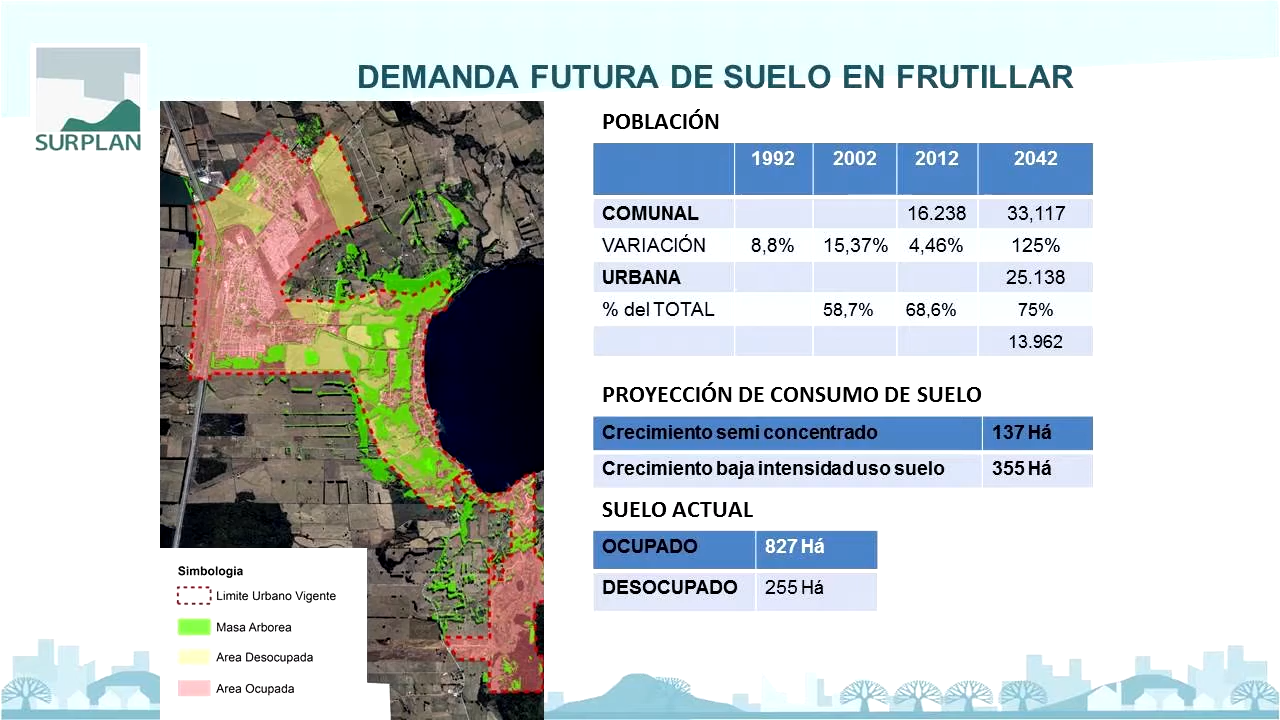 DEMANDA FUTURA DE SUELO EN FRUTILLAR
SURPLAN
POBLACIÓN
1992 2002 2012 2042
COMUNAL 16.238 33,117
VARIACIÓN 8,8% 15,37% 4,46% 125%
URBANA 25.138
% del TOTAL 58,7% 68,6% 75%
13.962
PROYECCIÓN DE CONSUMO DE SUELO
Crecimiento semi concentrado 137 Há
Crecimiento baja intensidad uso suelo 355 Há
SUELO ACTUAL
OCUPADO 827 Há
DESOCUPADO 255 Há
Simbologia
Limite Urbano Vigente
Masa Arborea
Area Desocupada
Area Ocupada